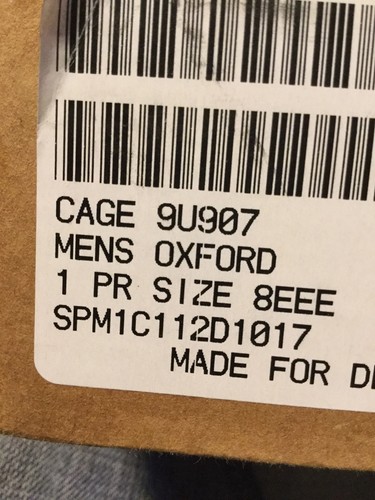 CAGE 9U907
MENS OXFORD
1 PR SIZE 8EEE
SPM1C112D1017
MADE FOR